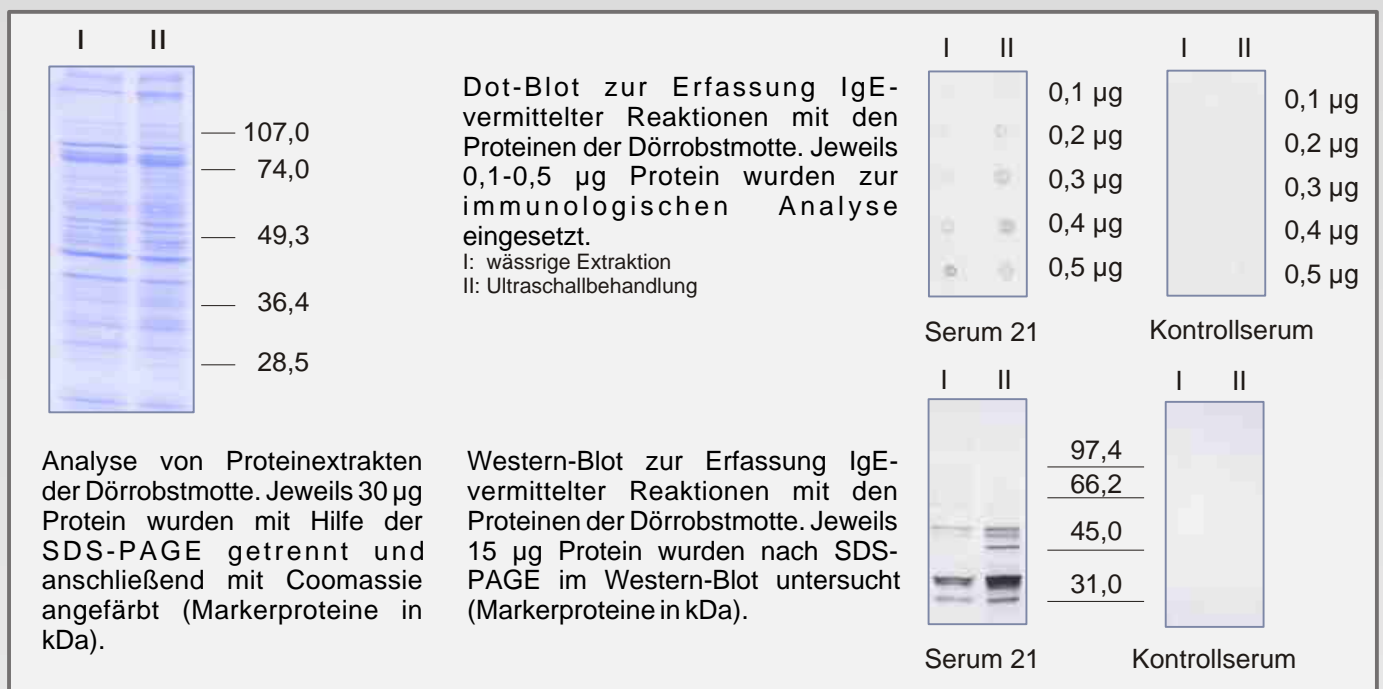 I II
107,0
74,0
49,3
36,4
28,5
Analyse von Proteinextrakten
der Dörrobstmotte. Jeweils 30 µg
Protein wurden mit Hilfe der
SDS-PAGE getrennt und
anschließend mit Coomassie
angefärbt (Markerproteine in
kDa).
Dot-Blot zur Erfassung IgE-
vermittelter Reaktionen mit den
Proteinen der Dörrobstmotte. Jeweils
0,1-0,5 µg Protein wurden zur
immunologischen Analyse
eingesetzt.
I: wässrige Extraktion
II: Ultraschallbehandlung
I II
0,1 µg
0,2 µg
0,3 µg
0,4 µg
0,5 µg
Serum 21
I II
0,1 µg
0,2 µg
0,3 µg
0,4 µg
0,5 µg
Kontrollserum
Western-Blot zur Erfassung IgE-
vermittelter Reaktionen mit den
Proteinen der Dörrobstmotte. Jeweils
15 µg Protein wurden nach SDS-
PAGE im Western-Blot untersucht
(Markerproteine in kDa).
I II
97,4
66,2
45,0
31,0
Serum 21
I II
Kontrollserum